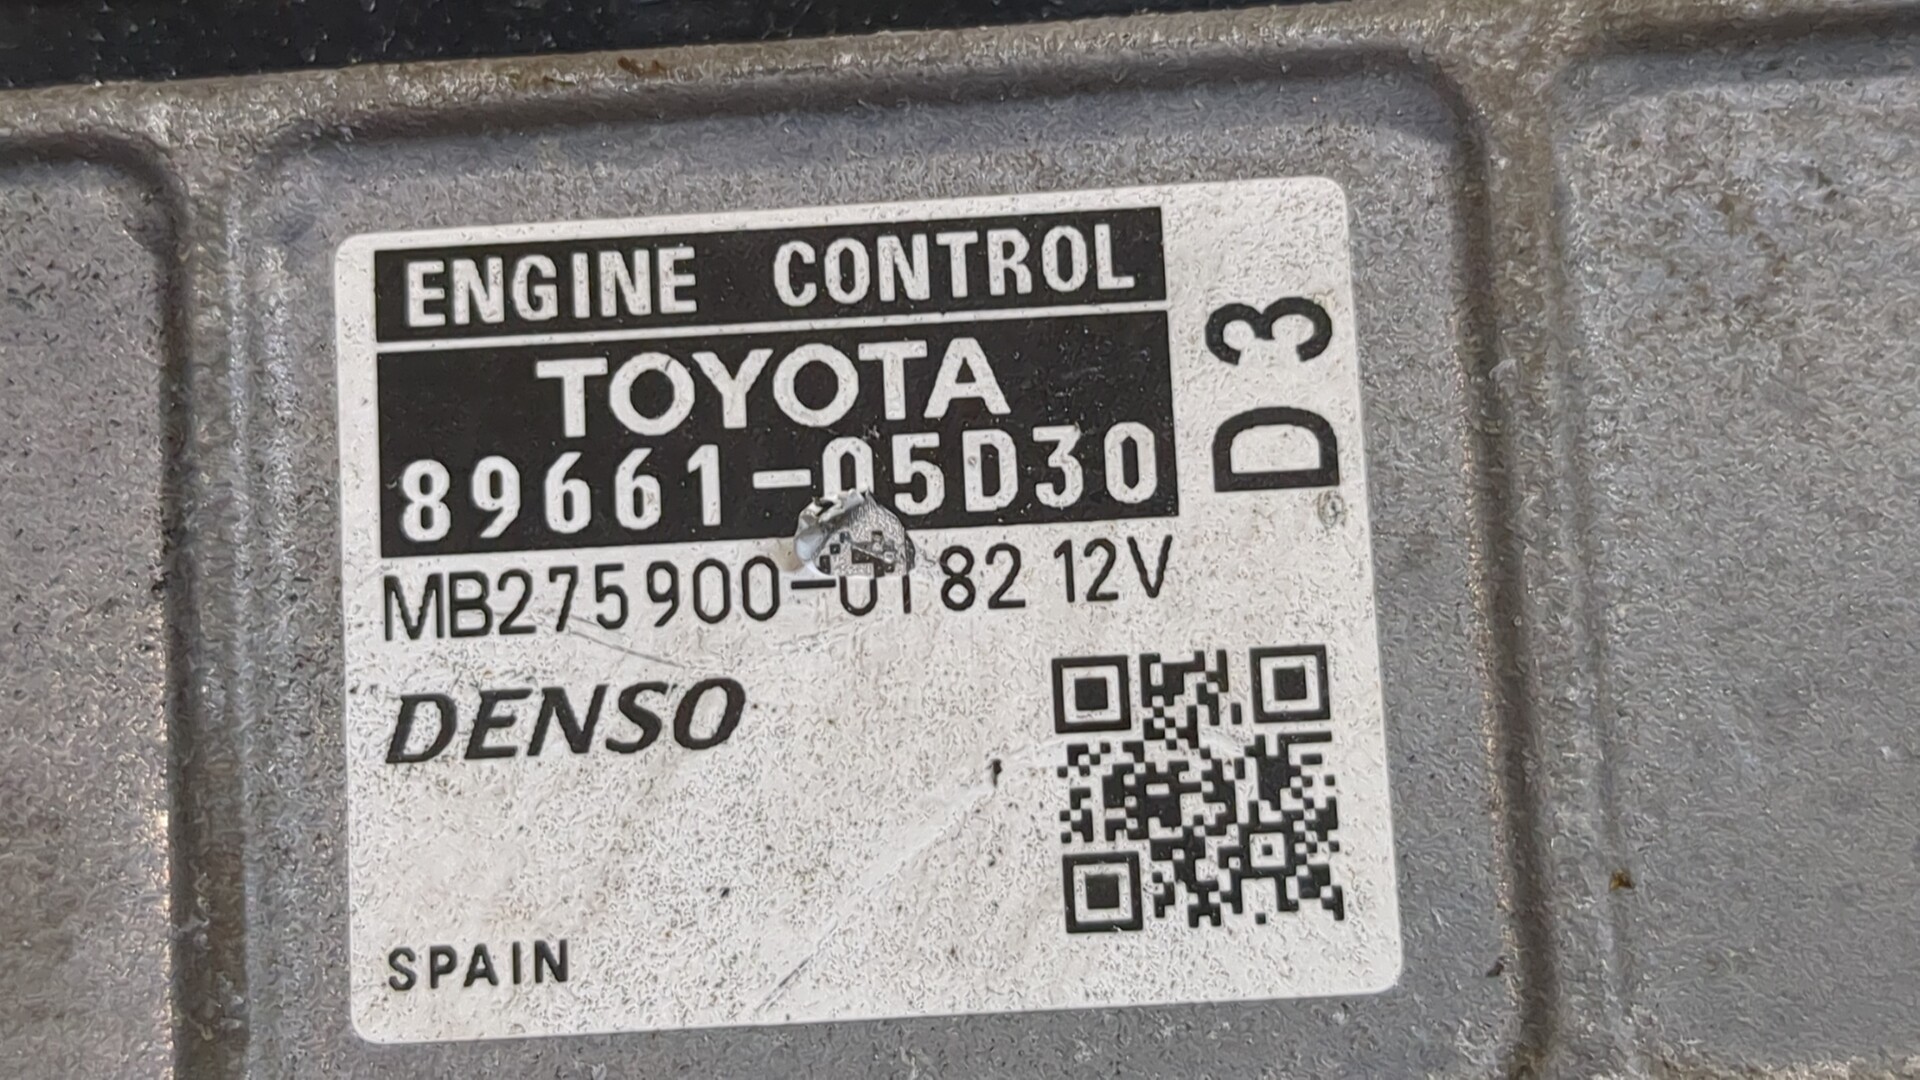 ENGINE CONTROL
TOYOTA
89661-05D30
MB275900-0182 12V
DENSO
SPAIN
D3